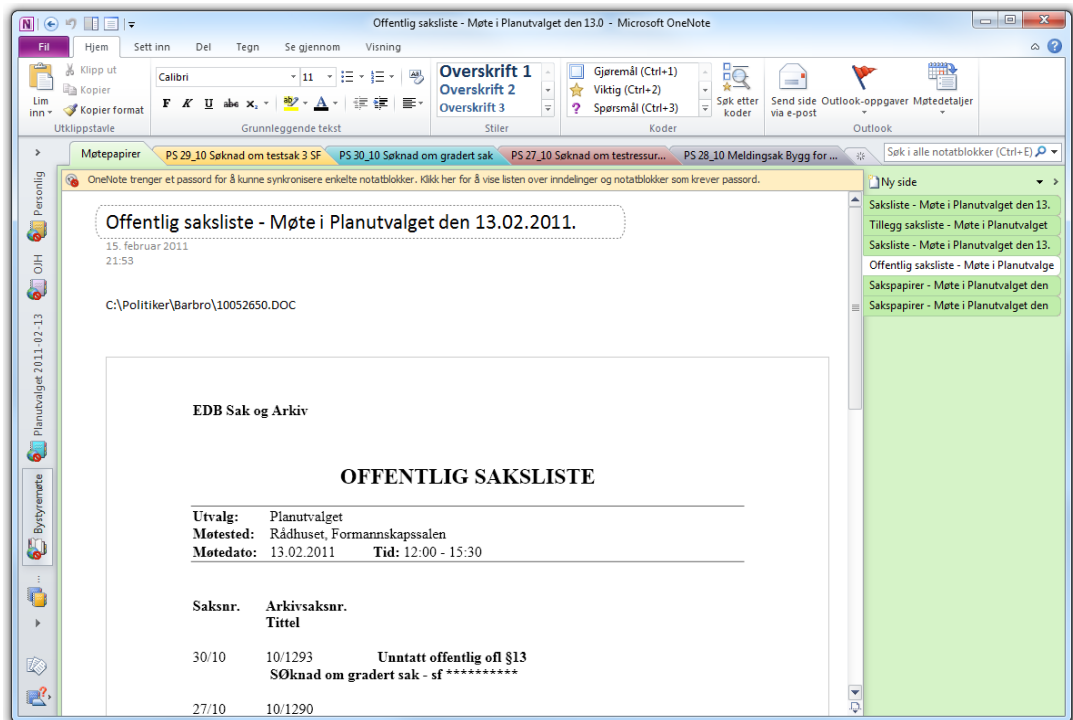 Offentlig saksliste - Møte i Planutvalget den 13.0 - Microsoft OneNote
Fil Hjem Sett inn Del Tegn Se gjennom Visning
Lim inn
Klipp ut
Kopier
Kopier format
Utklippstavle
Calibri 11
F K U abc x₂ aby A
Grunnleggende tekst
Overskrift 1
Overskrift 2
Overskrift 3
Stiler
Gjøremål (Ctrl+1)
Viktig (Ctrl+2)
Spørsmål (Ctrl+3)
Søk etter koder
Koder
Send side via e-post
Outlook-oppgaver
Møtedetaljer
Outlook
Møtepapirer
PS 29_10 Søknad om testsak 3 SF
PS 30_10 Søknad om gradert sak
PS 27_10 Søknad om testressur...
PS 28_10 Meldingsak Bygg for ...
Søk i alle notatblokker (Ctrl+E)
OneNote trenger et passord for å kunne synkronisere enkelte notatblokker. Klikk her for å vise listen over inndelinger og notatblokker som krever passord.
Personlig
OJH
Planutvalget 2011-02-13
Bystyremøte
Offentlig saksliste - Møte i Planutvalget den 13.02.2011.
15. februar 2011
21:53
C:\Politiker\Barbro\10052650.DOC
EDB Sak og Arkiv
OFFENTLIG SAKSLISTE
Utvalg: Planutvalget
Møtested: Rådhuset, Formannskapssalen
Møtedato: 13.02.2011 Tid: 12:00 - 15:30
Saksnr. Arkivsaksnr.
Tittel
30/10 10/1293 Unntatt offentlig ofl §13
SØknad om gradert sak - sf **********
27/10 10/1290
Ny side
Saksliste - Møte i Planutvalget den 13.
Tillegg saksliste - Møte i Planutvalget
Saksliste - Møte i Planutvalget den 13.
Offentlig saksliste - Møte i Planutvalge
Sakspapirer - Møte i Planutvalget den
Sakspapirer - Møte i Planutvalget den